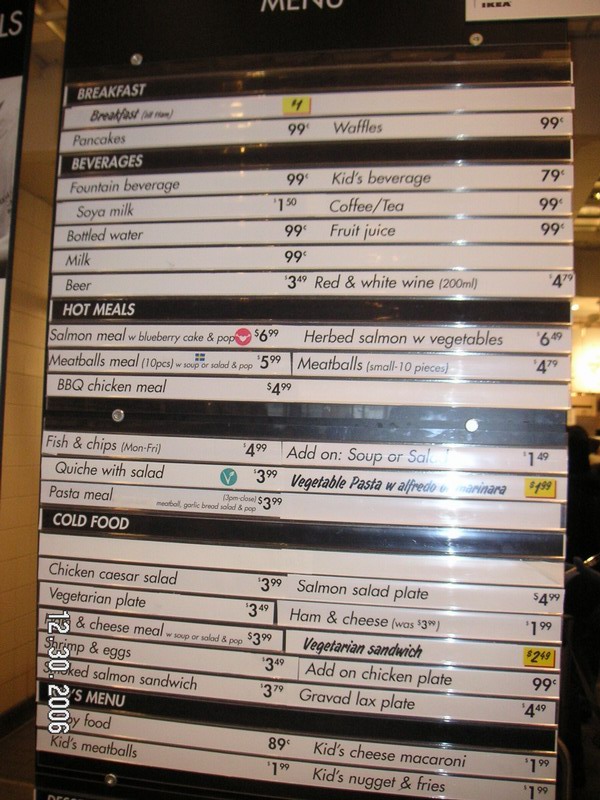 LS
MENU
IKEA
BREAKFAST
Breakfast (till 11am) $1
Pancakes 99¢ Waffles 99¢
BEVERAGES
Fountain beverage 99¢ Kid's beverage 79¢
Soya milk $1 50 Coffee/Tea 99¢
Bottled water 99¢ Fruit juice 99¢
Milk 99¢
Beer $3 49 Red & white wine (200ml) $4 79
HOT MEALS
Salmon meal w blueberry cake & pop $6 99 Herbed salmon w vegetables $6 49
Meatballs meal (10pcs) w soup or salad & pop $5 99 Meatballs (small-10 pieces) $4 79
BBQ chicken meal $4 99
Fish & chips (Mon-Fri) $4 99 Add on: Soup or Sal $1 49
Quiche with salad V $3 99 Vegetable Pasta w alfredo marinara $4 99
Pasta meal (3pm-close) meatball, garlic bread salad & pop $3 99
COLD FOOD
Chicken caesar salad $3 99 Salmon salad plate $4 99
Vegetarian plate $3 49 Ham & cheese (was $3 99) $1 99
& cheese meal w soup or salad & pop $3 99 Vegetarian sandwich $2 49
Shrimp & eggs $3 49 Add on chicken plate 99¢
Smoked salmon sandwich $3 79 Gravad lax plate $4 49
'S MENU
by food 89¢ Kid's cheese macaroni $1 99
Kid's meatballs $1 99 Kid's nugget & fries $1 99
12.30.2006